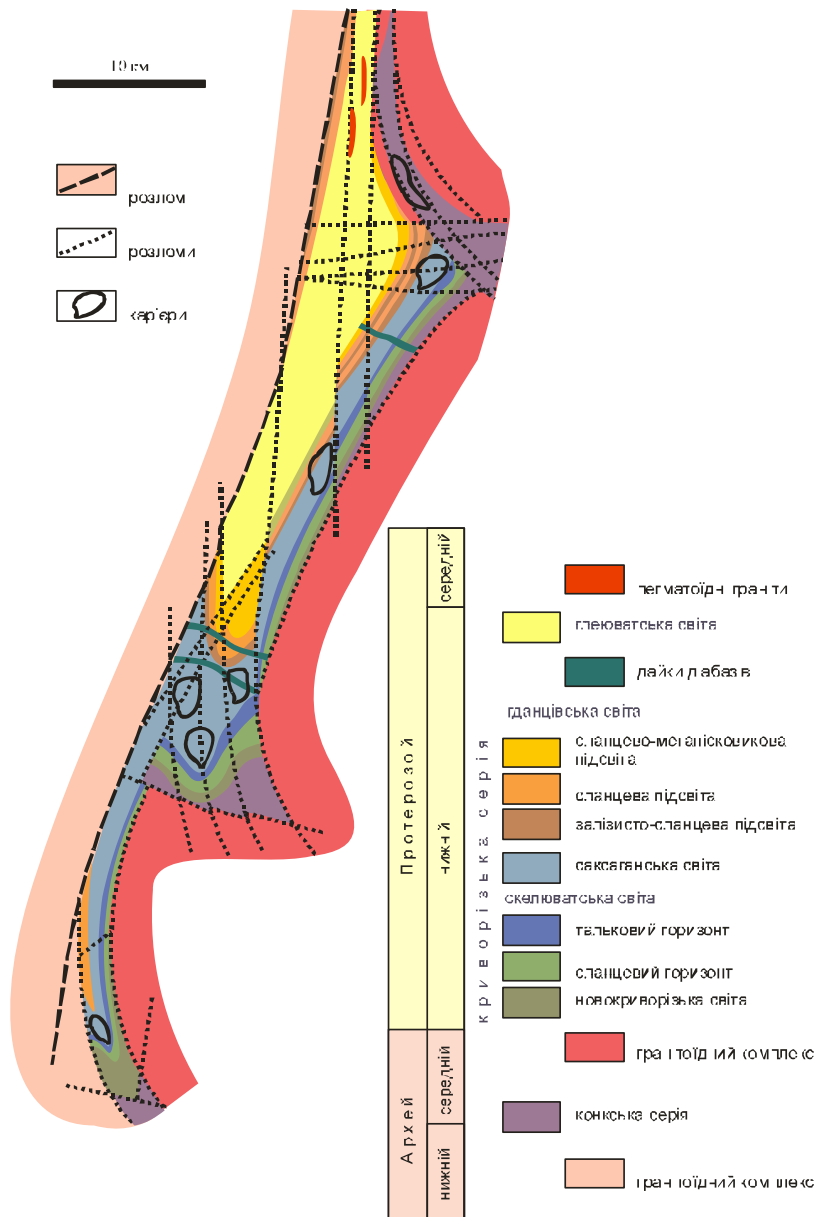 10 км
розлом
розломи
кар'єри
пегматоїдні граніти
глеюватська світа
дайки діабазів
гданцівська світа
сланцево-метапісковикова
підсвіта
сланцева підсвіта
залізисто-сланцева підсвіта
саксаганська світа
скелюватська світа
тальковий горизонт
сланцевий горизонт
новокриворізька світа
гранітоїдний комплекс
конкська серія
гранітоїдний комплекс
криворізька серія
Протерозой
середній
нижній
Архей
середній
нижній